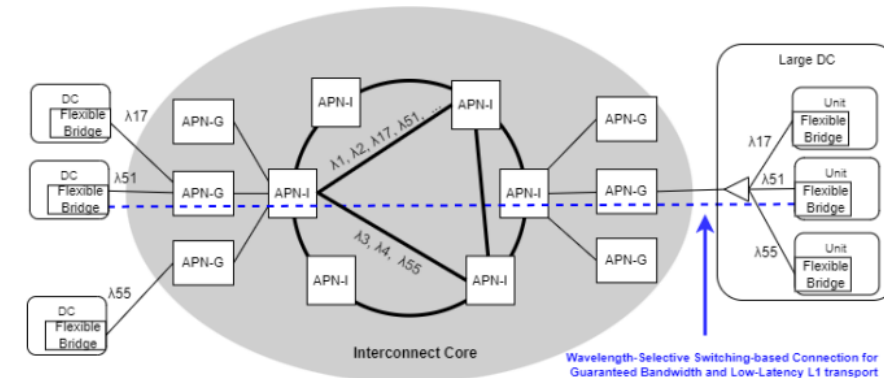 Large DC
DC
Flexible
Bridge
λ17
APN-G
APN-I
APN-I
APN-G
Unit
Flexible
Bridge
λ17
λ1, λ2, λ17, λ51, ...
DC
Flexible
Bridge
λ51
APN-G
APN-I
APN-I
APN-G
λ51
Unit
Flexible
Bridge
λ3, λ4, λ55
APN-G
APN-I
APN-I
APN-G
λ55
Unit
Flexible
Bridge
λ55
DC
Flexible
Bridge
Interconnect Core
Wavelength-Selective Switching-based Connection for
Guaranteed Bandwidth and Low-Latency L1 transport